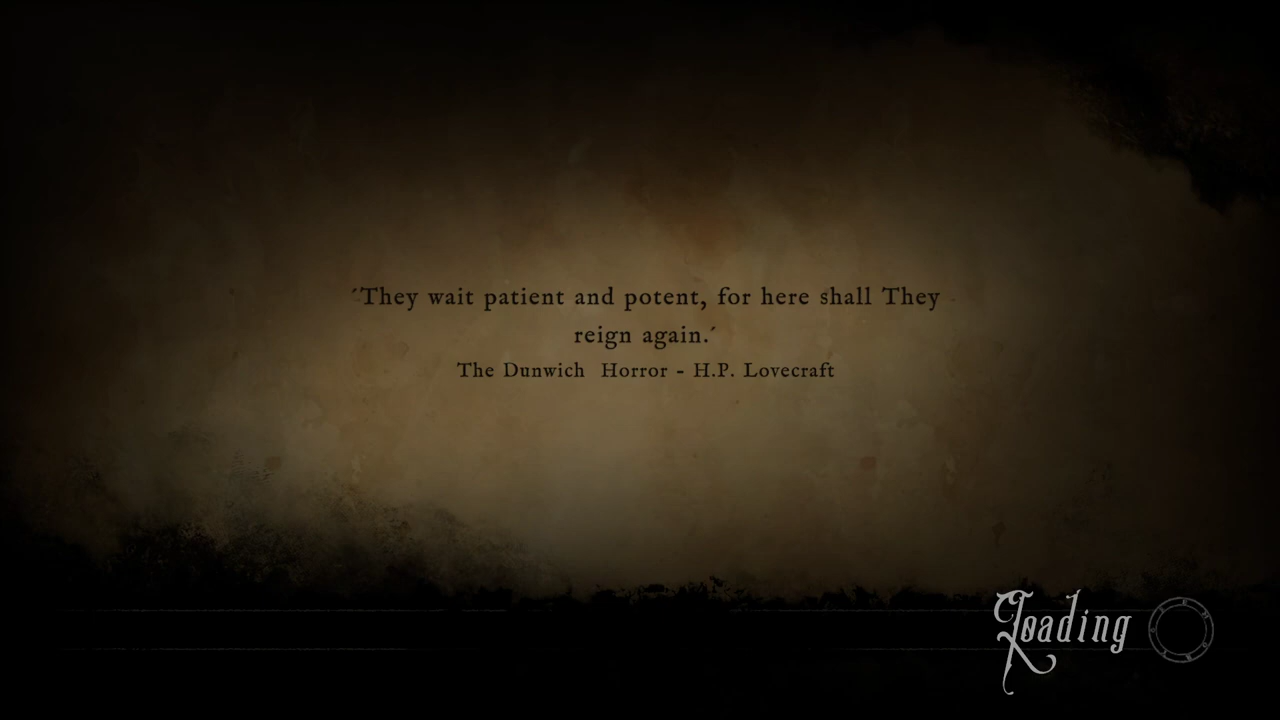 ´They wait patient and potent, for here shall They
reign again.´
The Dunwich  Horror - H.P. Lovecraft
Loading